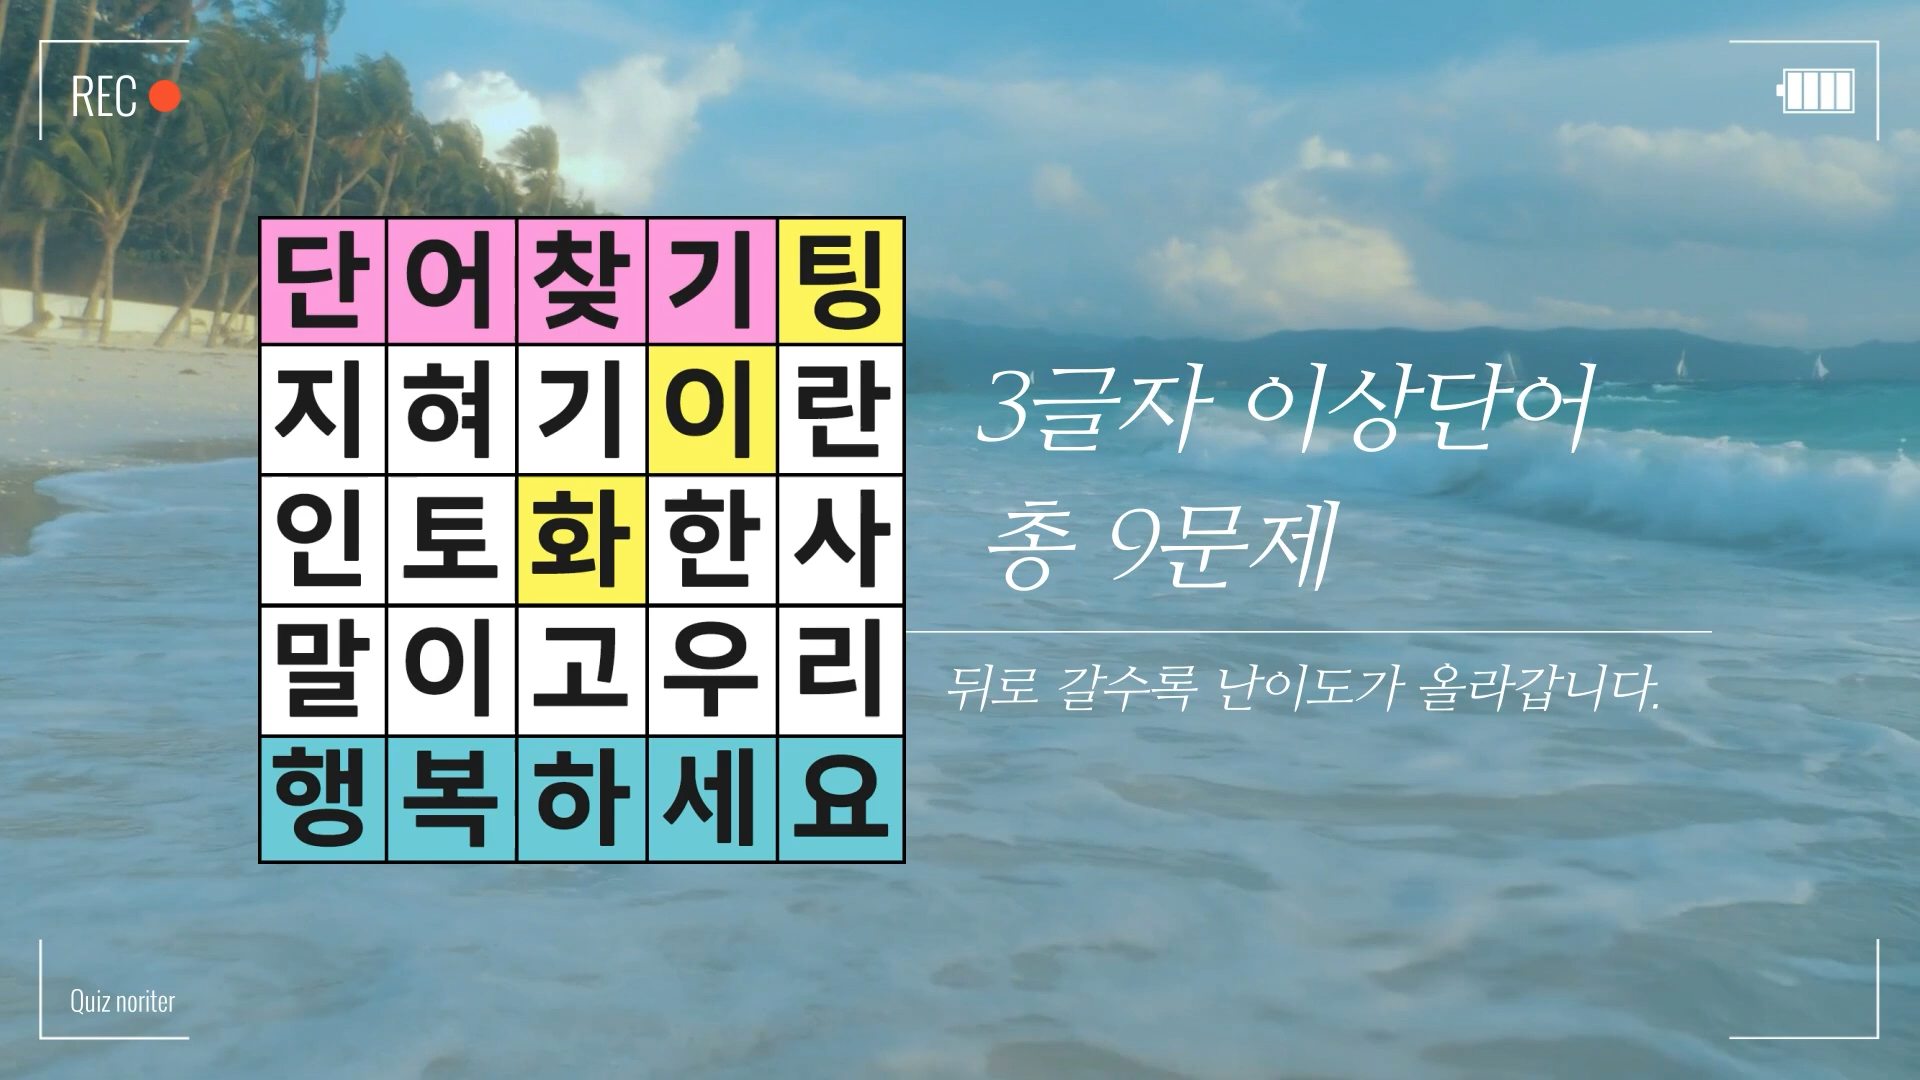 REC
단어찾기팅
지혀기이란
인토화한사
말이고우리
행복하세요
3글자 이상단어
총 9문제
뒤로 갈수록 난이도가 올라갑니다.
Quiz noriter